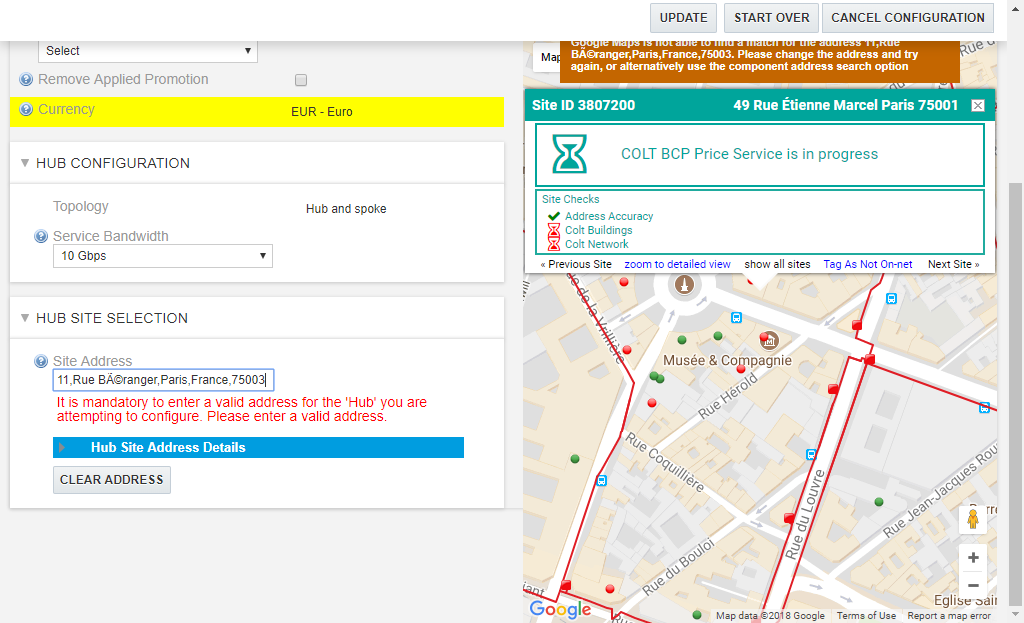 UPDATE START OVER CANCEL CONFIGURATION
Select
Remove Applied Promotion
Currency EUR - Euro
HUB CONFIGURATION
Topology Hub and spoke
Service Bandwidth
10 Gbps
HUB SITE SELECTION
Site Address
11,Rue BÃ©ranger,Paris,France,75003
It is mandatory to enter a valid address for the 'Hub' you are
attempting to configure. Please enter a valid address.
Hub Site Address Details
CLEAR ADDRESS
Map
Google Maps is not able to find a match for the address 11,Rue
BÃ©ranger,Paris,France,75003. Please change the address and try
again, or alternatively use the component address search option
Site ID 3807200 49 Rue Étienne Marcel Paris 75001
COLT BCP Price Service is in progress
Site Checks
Address Accuracy
Colt Buildings
Colt Network
« Previous Site zoom to detailed view show all sites Tag As Not On-net Next Site »
Rue d
de la Vrillière
Musée & Compagnie
Rue Hérold
Rue Coquillière
Rue du Louvre
Rue Jean-Jacques Rou
Rue du Bouloi
Eglise Sair
Google
Map data ©2018 Google Terms of Use Report a map error